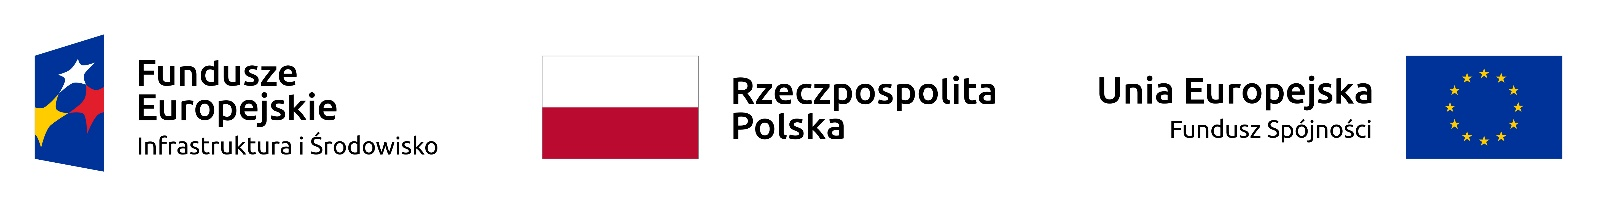 Fundusze
Europejskie
Infrastruktura i Środowisko
Rzeczpospolita
Polska
Unia Europejska
Fundusz Spójności